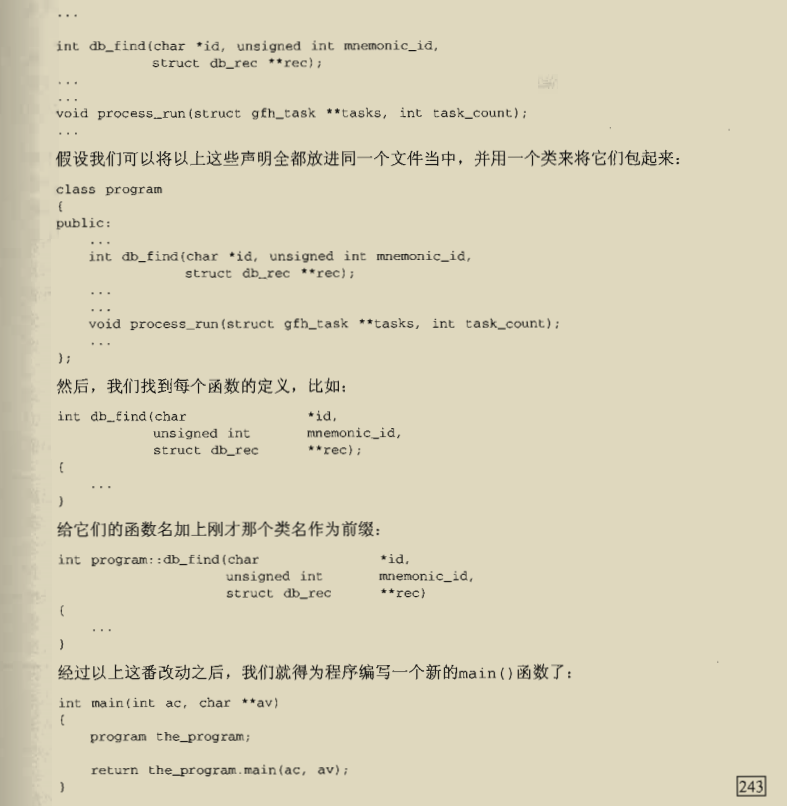 ...
int db_find(char *id, unsigned int mnemonic_id,
            struct db_rec **rec);
...
...
void process_run(struct gfh_task **tasks, int task_count);
...
假设我们可以将以上这些声明全都放进同一个文件当中，并用一个类来将它们包起来：
class program
{
public:
    ...
    int db_find(char *id, unsigned int mnemonic_id,
                struct db_rec **rec);
    ...
    ...
    void process_run(struct gfh_task **tasks, int task_count);
    ...
};
然后，我们找到每个函数的定义，比如：
int db_find(char               *id,
            unsigned int       mnemonic_id,
            struct db_rec      **rec);
{
    ...
}
给它们的函数名加上刚才那个类名作为前缀：
int program::db_find(char               *id,
                     unsigned int       mnemonic_id,
                     struct db_rec      **rec)
{
    ...
}
经过以上这番改动之后，我们就得为程序编写一个新的main()函数了：
int main(int ac, char **av)
{
    program the_program;
    return the_program.main(ac, av);
}
243